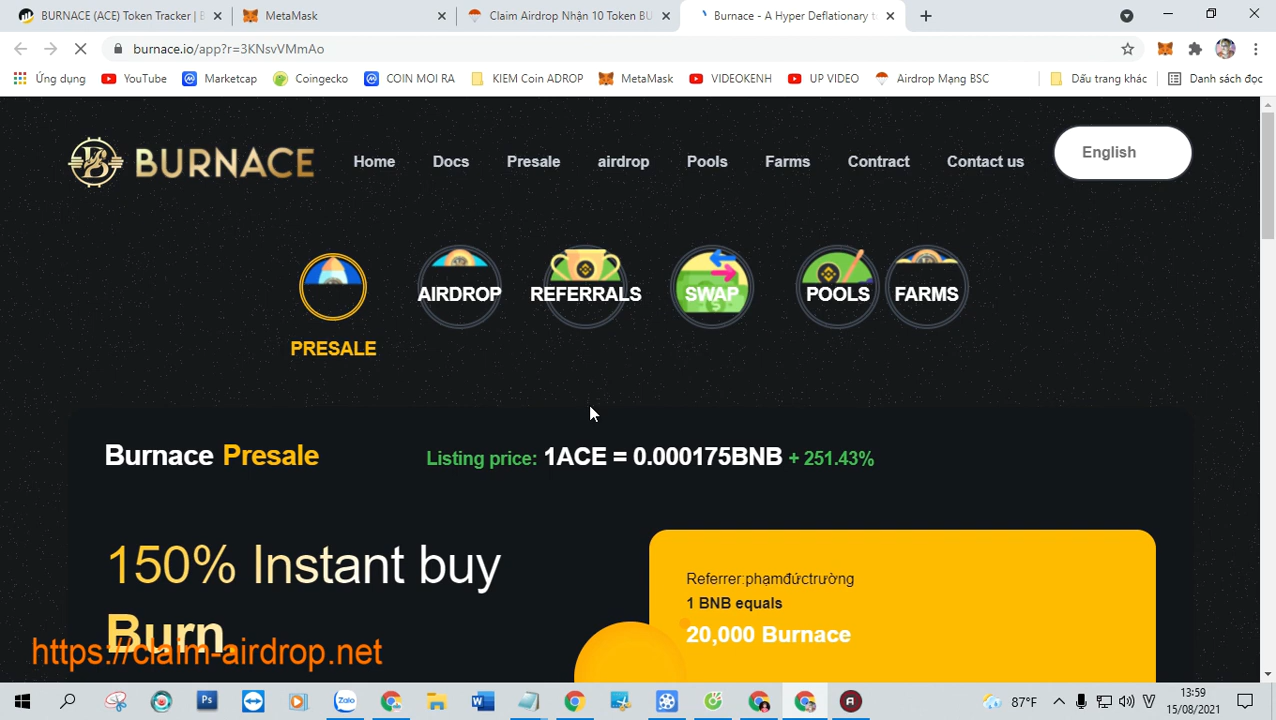 BURNACE (ACE) Token Tracker | B
MetaMask
Claim Airdrop Nhận 10 Token BU
Burnace - A Hyper Deflationary t
burnace.io/app?r=3KNsvVMmAo
Ứng dụng YouTube Marketcap Coingecko COIN MOI RA KIEM Coin ADROP MetaMask VIDEOKENH UP VIDEO Airdrop Mạng BSC Dấu trang khác Danh sách đọc
BURNACE Home Docs Presale airdrop Pools Farms Contract Contact us English
AIRDROP REFERRALS SWAP POOLS FARMS
PRESALE
Burnace Presale Listing price: 1ACE = 0.000175BNB + 251.43%
150% Instant buy
Burn.
Referrer:phạmđứctrường
1 BNB equals
20,000 Burnace
https://claim-airdrop.net
Zalo
87°F
13:59
15/08/2021